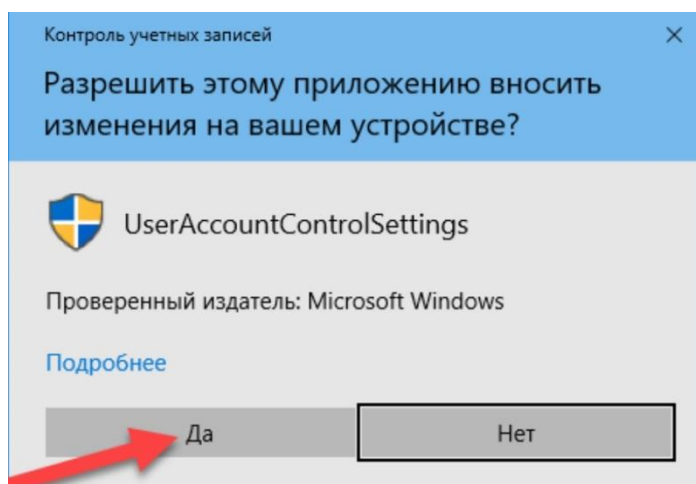 Контроль учетных записей
Разрешить этому приложению вносить
изменения на вашем устройстве?
UserAccountControlSettings
Проверенный издатель: Microsoft Windows
Подробнее
Да
Нет